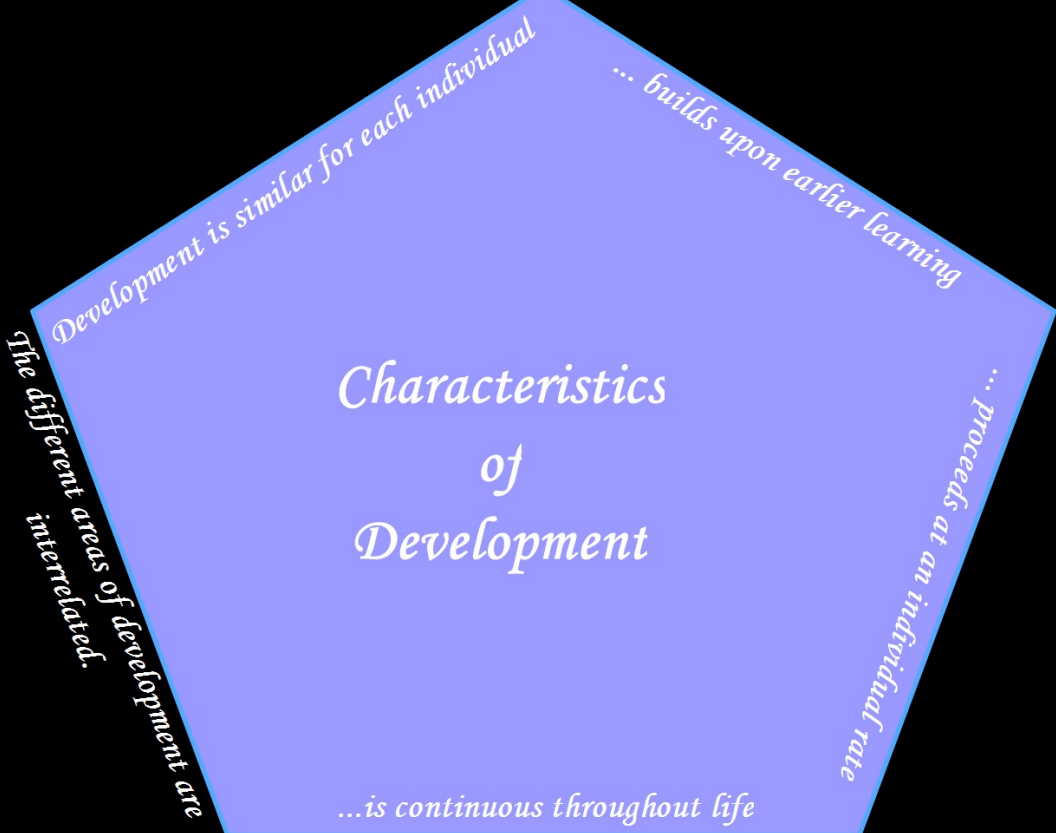 Development is similar for each individual
... builds upon earlier learning
... proceeds at an individual rate
...is continuous throughout life
The different areas of development are
interrelated.
Characteristics
of
Development